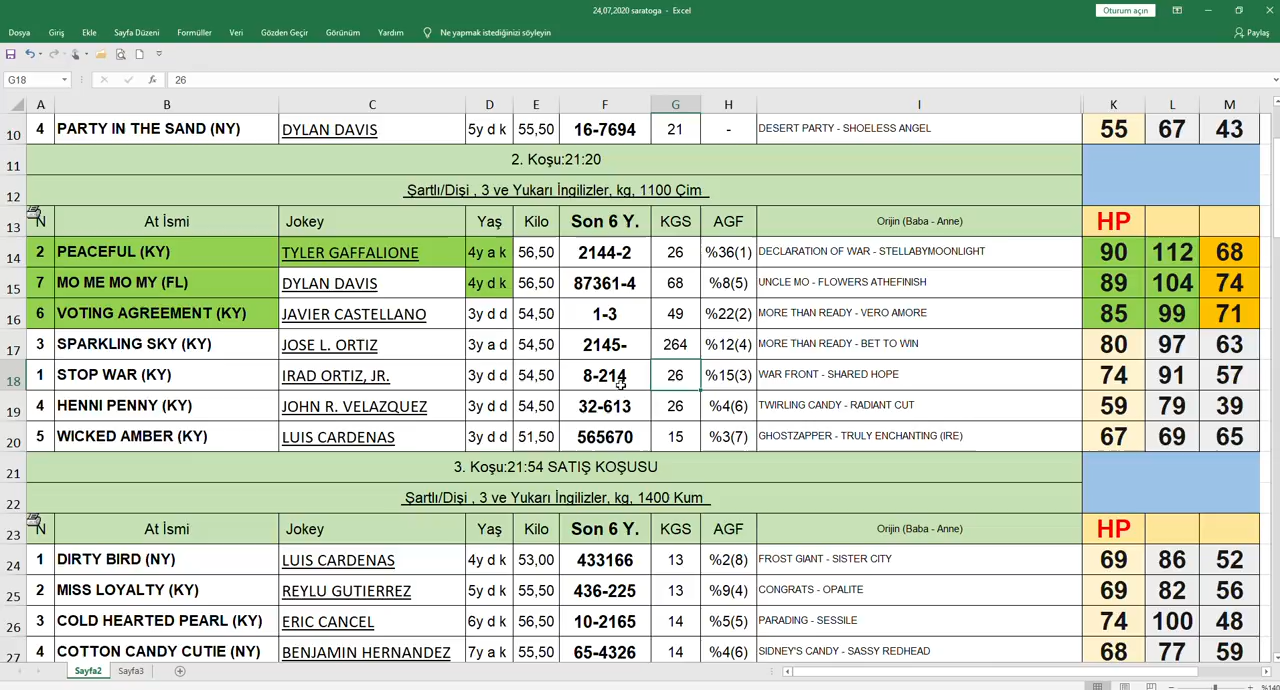 24,07,2020 saratoga - Excel
Oturum açın
Dosya Giriş Ekle Sayfa Düzeni Formüller Veri Gözden Geçir Görünüm Yardım Ne yapmak istediğinizi söyleyin Paylaş
G18 fx 26
A B C D E F G H I K L M
10 4 PARTY IN THE SAND (NY) DYLAN DAVIS 5y d k 55,50 16-7694 21 - DESERT PARTY - SHOELESS ANGEL 55 67 43
11 2. Koşu:21:20
12 Şartlı/Dişi , 3 ve Yukarı İngilizler, kg, 1100 Çim
13 N At İsmi Jokey Yaş Kilo Son 6 Y. KGS AGF Orijin (Baba - Anne) HP
14 2 PEACEFUL (KY) TYLER GAFFALIONE 4y a k 56,50 2144-2 26 %36(1) DECLARATION OF WAR - STELLABYMOONLIGHT 90 112 68
15 7 MO ME MO MY (FL) DYLAN DAVIS 4y d k 56,50 87361-4 68 %8(5) UNCLE MO - FLOWERS ATHEFINISH 89 104 74
16 6 VOTING AGREEMENT (KY) JAVIER CASTELLANO 3y d d 54,50 1-3 49 %22(2) MORE THAN READY - VERO AMORE 85 99 71
17 3 SPARKLING SKY (KY) JOSE L. ORTIZ 3y a d 54,50 2145- 264 %12(4) MORE THAN READY - BET TO WIN 80 97 63
18 1 STOP WAR (KY) IRAD ORTIZ, JR. 3y d d 54,50 8-214 26 %15(3) WAR FRONT - SHARED HOPE 74 91 57
19 4 HENNI PENNY (KY) JOHN R. VELAZQUEZ 3y d d 54,50 32-613 26 %4(6) TWIRLING CANDY - RADIANT CUT 59 79 39
20 5 WICKED AMBER (KY) LUIS CARDENAS 3y d d 51,50 565670 15 %3(7) GHOSTZAPPER - TRULY ENCHANTING (IRE) 67 69 65
21 3. Koşu:21:54 SATIŞ KOŞUSU
22 Şartlı/Dişi , 3 ve Yukarı İngilizler, kg, 1400 Kum
23 N At İsmi Jokey Yaş Kilo Son 6 Y. KGS AGF Orijin (Baba - Anne) HP
24 1 DIRTY BIRD (NY) LUIS CARDENAS 4y d k 53,00 433166 13 %2(8) FROST GIANT - SISTER CITY 69 86 52
25 2 MISS LOYALTY (KY) REYLU GUTIERREZ 5y d k 55,50 436-225 13 %9(4) CONGRATS - OPALITE 69 82 56
26 3 COLD HEARTED PEARL (KY) ERIC CANCEL 6y d k 56,50 10-2165 14 %5(5) PARADING - SESSILE 74 100 48
27 4 COTTON CANDY CUTIE (NY) BENJAMIN HERNANDEZ 7y a k 55,50 65-4326 14 %4(6) SIDNEY'S CANDY - SASSY REDHEAD 68 77 59
Sayfa2 Sayfa3
%140